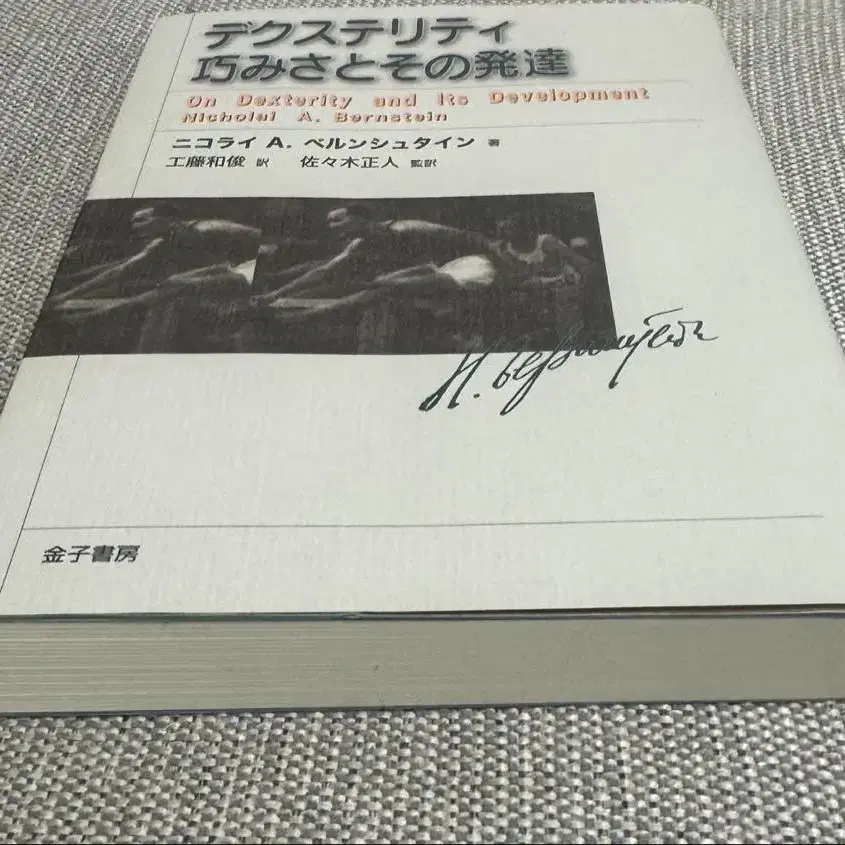 デクステリティ
巧みさとその発達
On Dexterity and Its Development
Nicholai A. Bernstein
ニコライ A. ベルンシュタイン 著
工藤和俊 訳 佐々木正人 監訳
金子書房